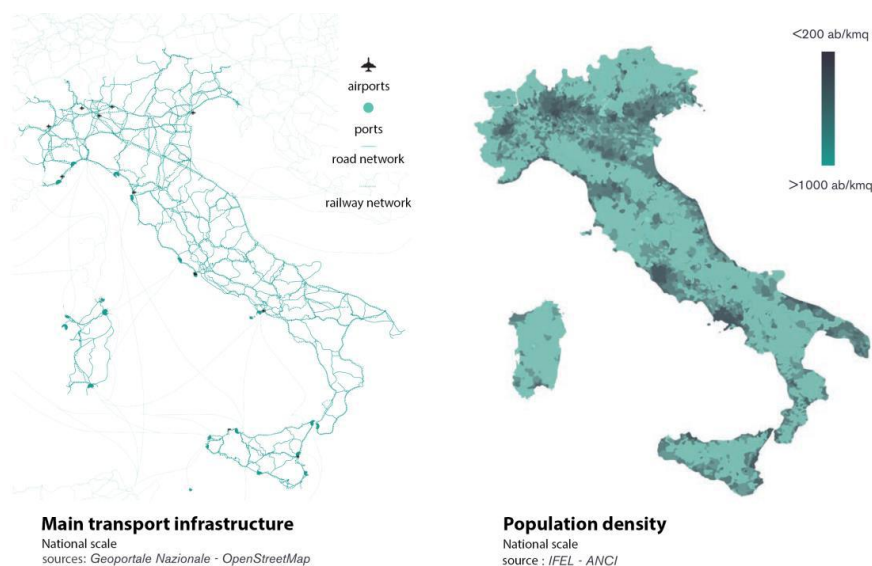 airports
ports
road network
railway network
Main transport infrastructure
National scale
sources: Geoportale Nazionale - OpenStreetMap
<200 ab/kmq
>1000 ab/kmq
Population density
National scale
source : IFEL - ANCI